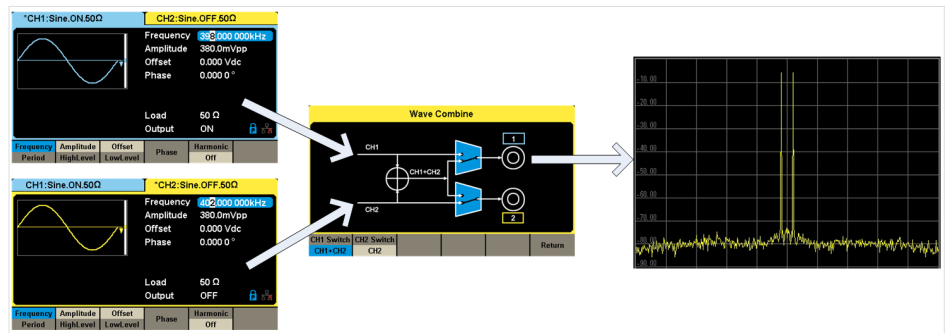 *CH1:Sine.ON.50Ω CH2:Sine.OFF.50Ω
Frequency 398.000 000kHz
Amplitude 380.0mVpp
Offset 0.000 Vdc
Phase 0.000 0 °
Load 50 Ω
Output ON
Frequency Amplitude Offset Phase Harmonic
Period HighLevel LowLevel Off
CH1:Sine.ON.50Ω *CH2:Sine.OFF.50Ω
Frequency 402.000 000kHz
Amplitude 380.0mVpp
Offset 0.000 Vdc
Phase 0.000 0 °
Load 50 Ω
Output OFF
Frequency Amplitude Offset Phase Harmonic
Period HighLevel LowLevel Off
Wave Combine
CH1
1
CH1+CH2
CH2
2
CH1 Switch CH2 Switch Return
CH1+CH2 CH2
-10.00
-20.00
-30.00
-40.00
-50.00
-60.00
-70.00
-80.00
-90.00